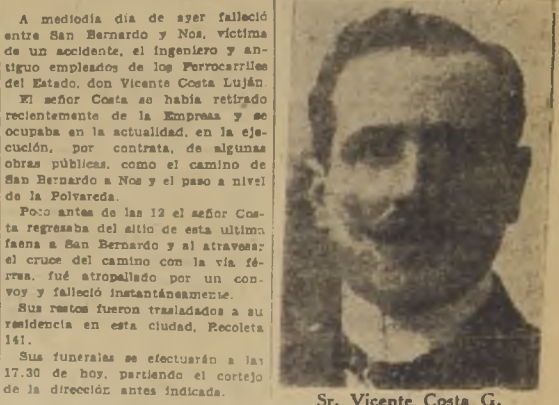 A mediodía día de ayer falleció
entre San Bernardo y Nos, víctima
de un accidente, el ingeniero y an-
tiguo empleados de los Ferrocarriles
del Estado, don Vicente Costa Luján.
El señor Costa se había retirado
recientemente de la Empresa y se
ocupaba en la actualidad, en la eje-
cución, por contrata, de algunas
obras públicas, como el camino de
San Bernardo a Nos y el paso a nivel
de la Polvareda.
Poco antes de las 12 el señor Cos-
ta regresaba del sitio de esta ultima
faena a San Bernardo y al atravesar
el cruce del camino con la vía fé-
rrea, fué atropallado por un con-
voy y falleció instantáneamente.
Sus restos fueron trasladados a su
residencia en esta ciudad, Recoleta
141.
Sus funerales se efectuarán a las
17.30 de hoy, partiendo el cortejo
de la dirección antes indicada.
Sr. Vicente Costa G.